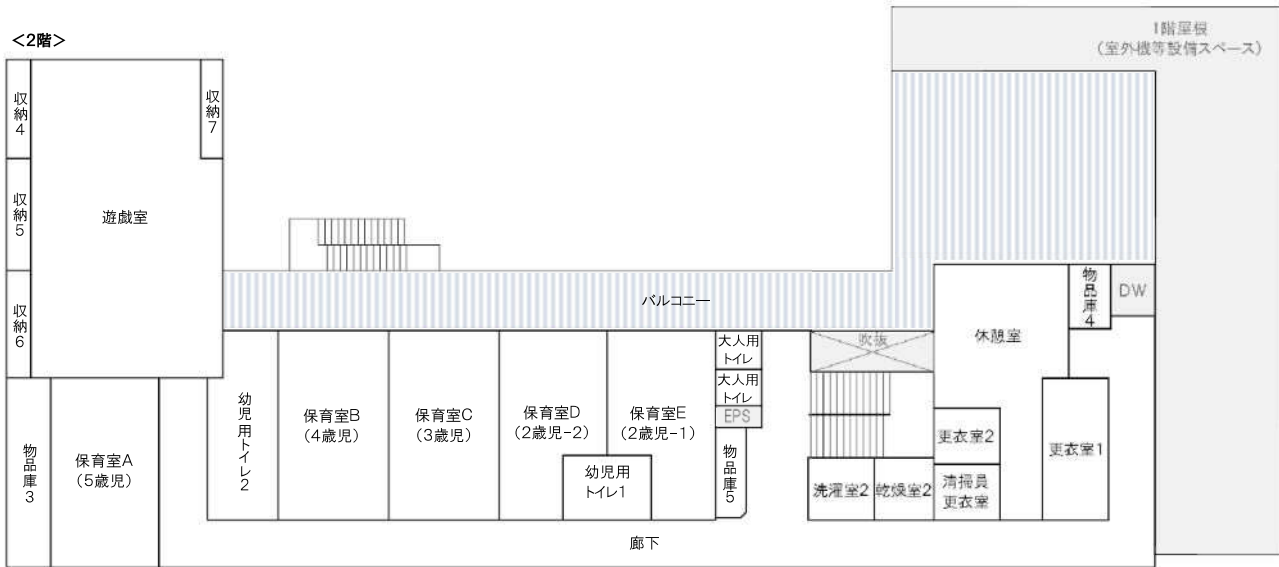 <2階>
1階屋根
(室外機等設備スペース)
収納4
収納7
収納5
遊戯室
収納6
バルコニー
物品庫4
DW
休憩室
吹抜
大人用
トイレ
大人用
トイレ
EPS
幼児用トイレ2
保育室B
(4歳児)
保育室C
(3歳児)
保育室D
(2歳児-2)
保育室E
(2歳児-1)
幼児用
トイレ1
物品庫5
物品庫3
保育室A
(5歳児)
洗濯室2
乾燥室2
更衣室2
清掃員
更衣室
更衣室1
廊下